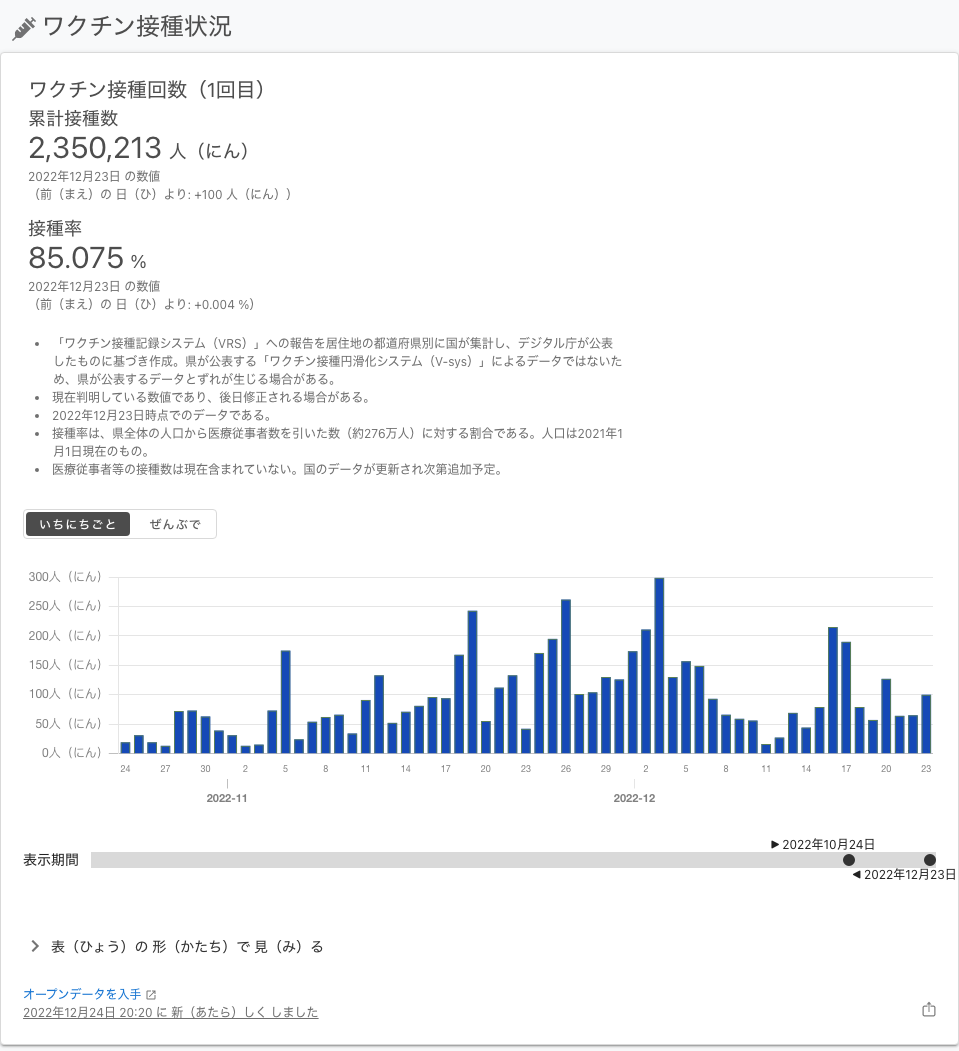 ワクチン接種状況
ワクチン接種回数（1回目）
累計接種数
2,350,213 人（にん）
2022年12月23日 の数値
（前（まえ）の 日（ひ）より: +100 人（にん））
接種率
85.075 %
2022年12月23日 の数値
（前（まえ）の 日（ひ）より: +0.004 %）
• 「ワクチン接種記録システム（VRS）」への報告を居住地の都道府県別に国が集計し、デジタル庁が公表
したものに基づき作成。県が公表する「ワクチン接種円滑化システム（V-sys）」によるデータではないた
め、県が公表するデータとずれが生じる場合がある。
• 現在判明している数値であり、後日修正される場合がある。
• 2022年12月23日時点でのデータである。
• 接種率は、県全体の人口から医療従事者数を引いた数（約276万人）に対する割合である。人口は2021年1
月1日現在のもの。
• 医療従事者等の接種数は現在含まれていない。国のデータが更新され次第追加予定。
いちにちごと ぜんぶで
300人（にん）
250人（にん）
200人（にん）
150人（にん）
100人（にん）
50人（にん）
0人（にん）
24 27 30 2 5 8 11 14 17 20 23 26 29 2 5 8 11 14 17 20 23
2022-11 2022-12
▶ 2022年10月24日
表示期間
◀ 2022年12月23日
表（ひょう）の 形（かたち）で 見（み）る
オープンデータを入手
2022年12月24日 20:20 に 新（あたら）しく しました